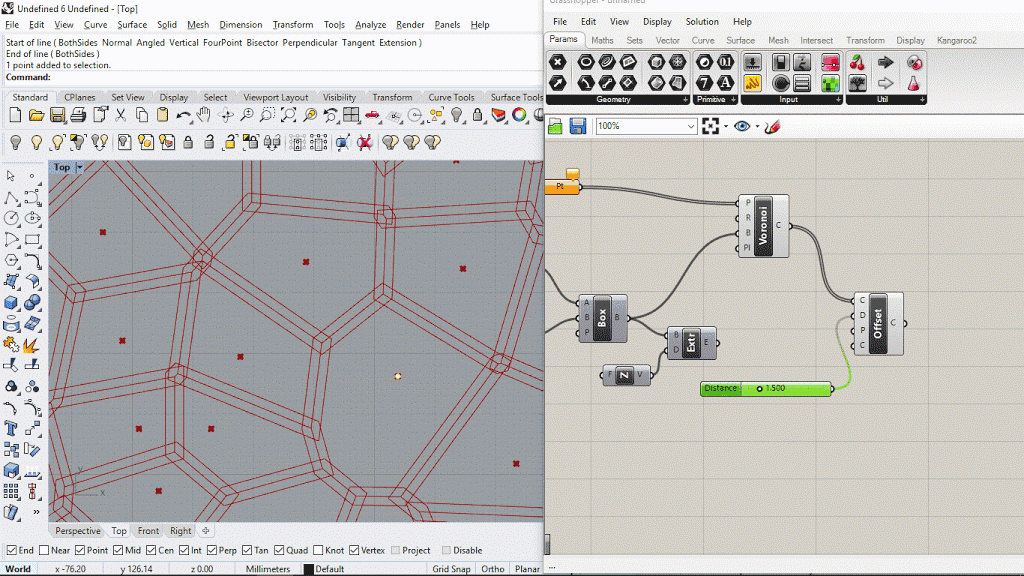 Undefined 6 Undefined - [Top]
File Edit View Curve Surface Solid Mesh Dimension Transform Tools Analyze Render Panels Help
Start of line ( BothSides Normal Angled Vertical FourPoint Bisector Perpendicular Tangent Extension )
End of line ( BothSides )
1 point added to selection.
Command:
Standard CPlanes Set View Display Select Viewport Layout Visibility Transform Curve Tools Surface Tools
Top
y
x
Perspective Top Front Right
End Near Point Mid Cen Int Perp Tan Quad Knot Vertex Project Disable
World x -76.20 y 126.14 z 0.00 Millimeters Default Grid Snap Ortho Planar
Grasshopper - unnamed
File Edit View Display Solution Help
Params Maths Sets Vector Curve Surface Mesh Intersect Transform Display Kangaroo2
Geometry + Primitive + Input + Util +
100%
Pt
P R B Pl Voronoi C
A B P Box B
B D Extr E
F Z V
Distance 1.500
C D P C Offset C
...